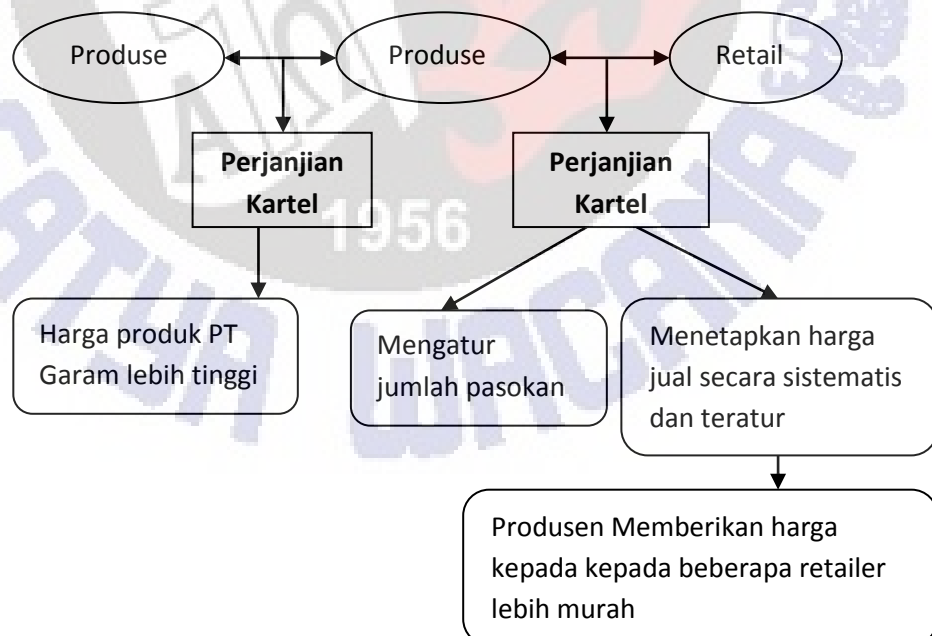 Produse
Produse
Retail
Perjanjian
Kartel
Perjanjian
Kartel
1956
Harga produk PT
Garam lebih tinggi
Mengatur
jumlah pasokan
Menetapkan harga
jual secara sistematis
dan teratur
WACANA
Produsen Memberikan harga
kepada kepada beberapa retailer
lebih murah